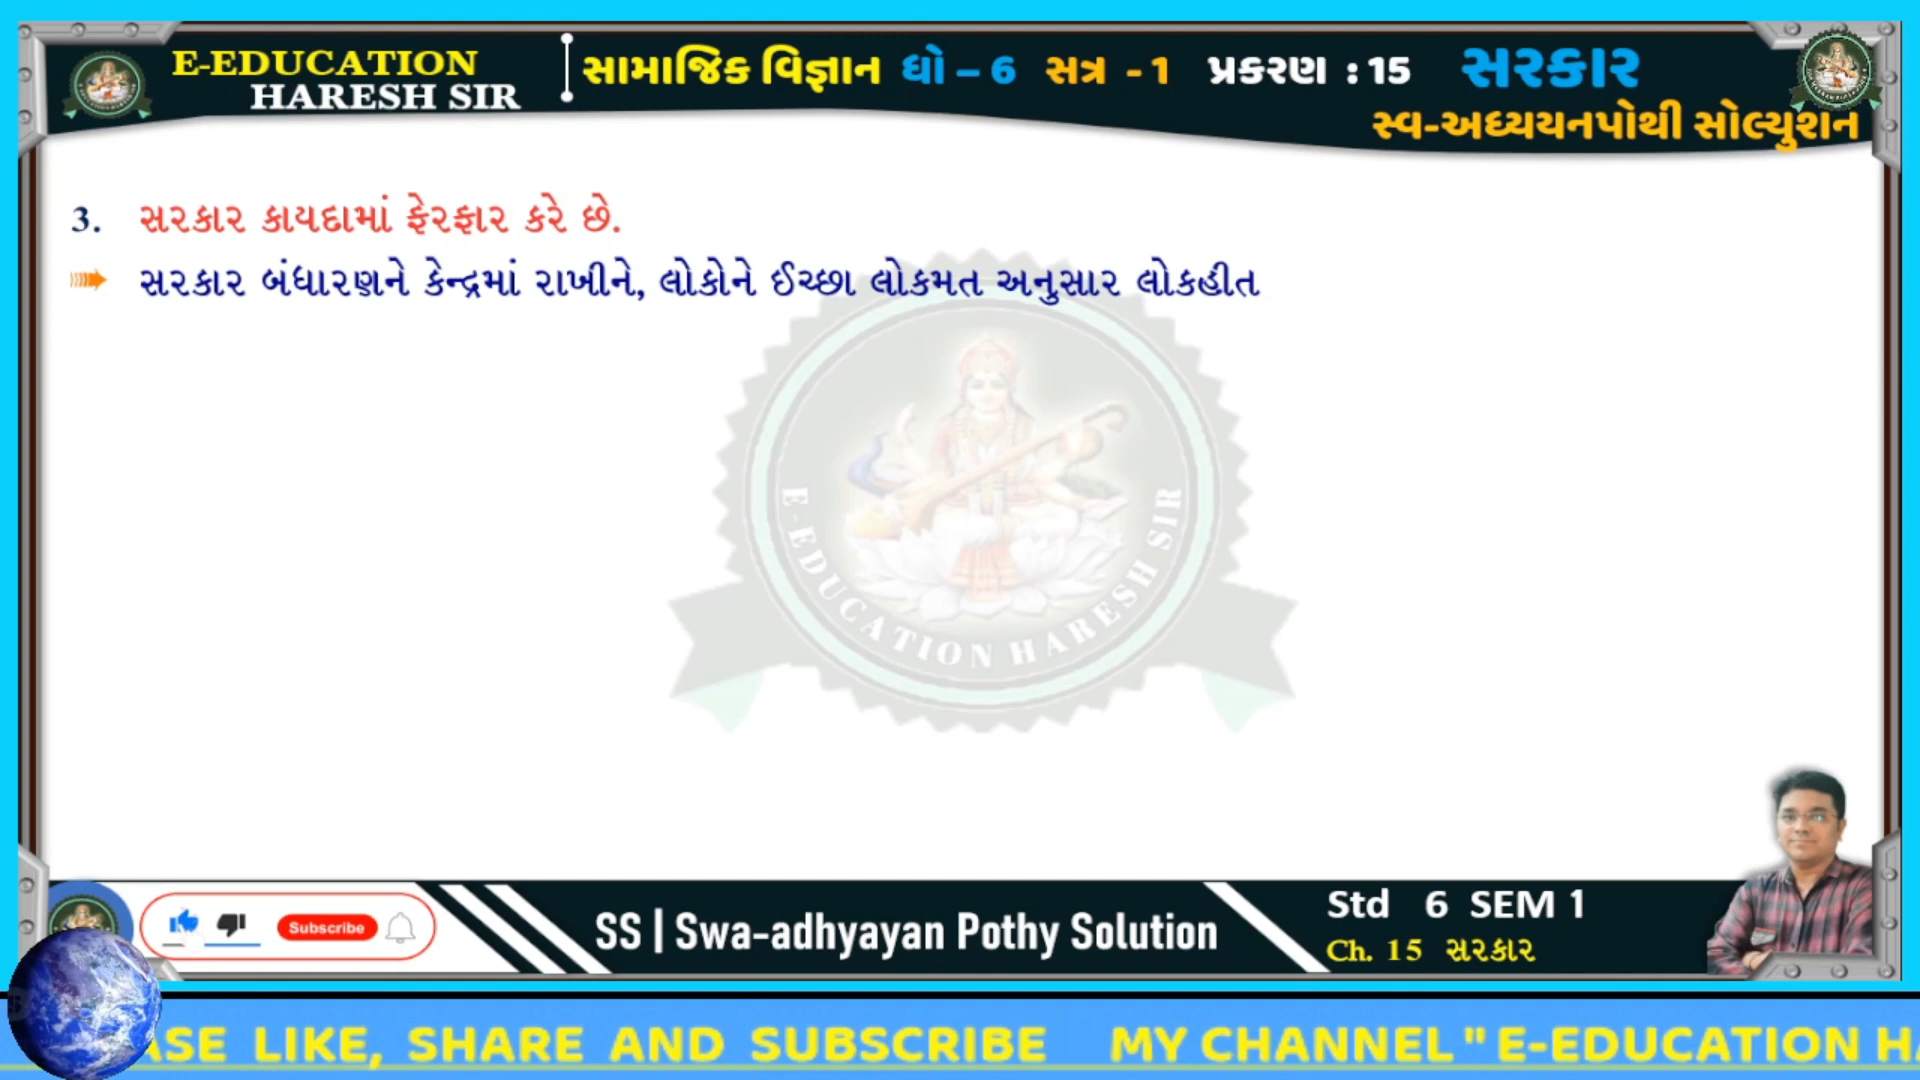 E-EDUCATION
HARESH SIR
સામાજિક વિજ્ઞાન ધો – 6 સત્ર - 1 પ્રકરણ : 15 સરકાર
સ્વ-અધ્યયનપોથી સોલ્યુશન
3. સરકાર કાયદામાં ફેરફાર કરે છે.
સરકાર બંધારણને કેન્દ્રમાં રાખીને, લોકોને ઈચ્છા લોકમત અનુસાર લોકહીત
E-EDUCATION HARESH SIR
Subscribe
SS | Swa-adhyayan Pothy Solution
Std 6 SEM 1
Ch. 15 સરકાર
ASE LIKE, SHARE AND SUBSCRIBE MY CHANNEL " E-EDUCATION HA